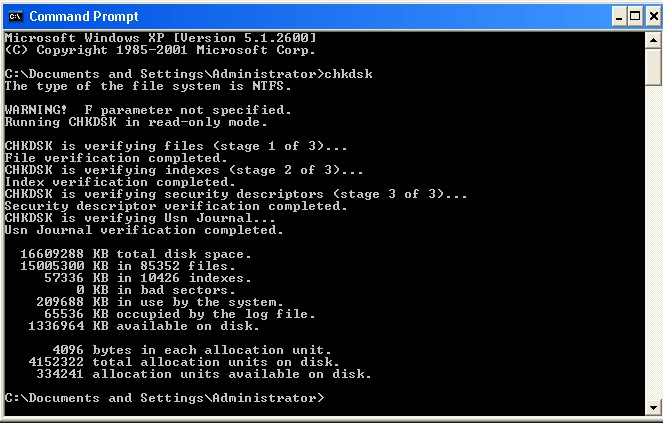 Command Prompt
Microsoft Windows XP [Version 5.1.2600]
(C) Copyright 1985-2001 Microsoft Corp.
C:\Documents and Settings\Administrator>chkdsk
The type of the file system is NTFS.
WARNING!  F parameter not specified.
Running CHKDSK in read-only mode.
CHKDSK is verifying files (stage 1 of 3)...
File verification completed.
CHKDSK is verifying indexes (stage 2 of 3)...
Index verification completed.
CHKDSK is verifying security descriptors (stage 3 of 3)...
Security descriptor verification completed.
CHKDSK is verifying Usn Journal...
Usn Journal verification completed.
16609288 KB total disk space.
15005300 KB in 85352 files.
57336 KB in 10426 indexes.
0 KB in bad sectors.
209688 KB in use by the system.
65536 KB occupied by the log file.
1336964 KB available on disk.
4096 bytes in each allocation unit.
4152322 total allocation units on disk.
334241 allocation units available on disk.
C:\Documents and Settings\Administrator>